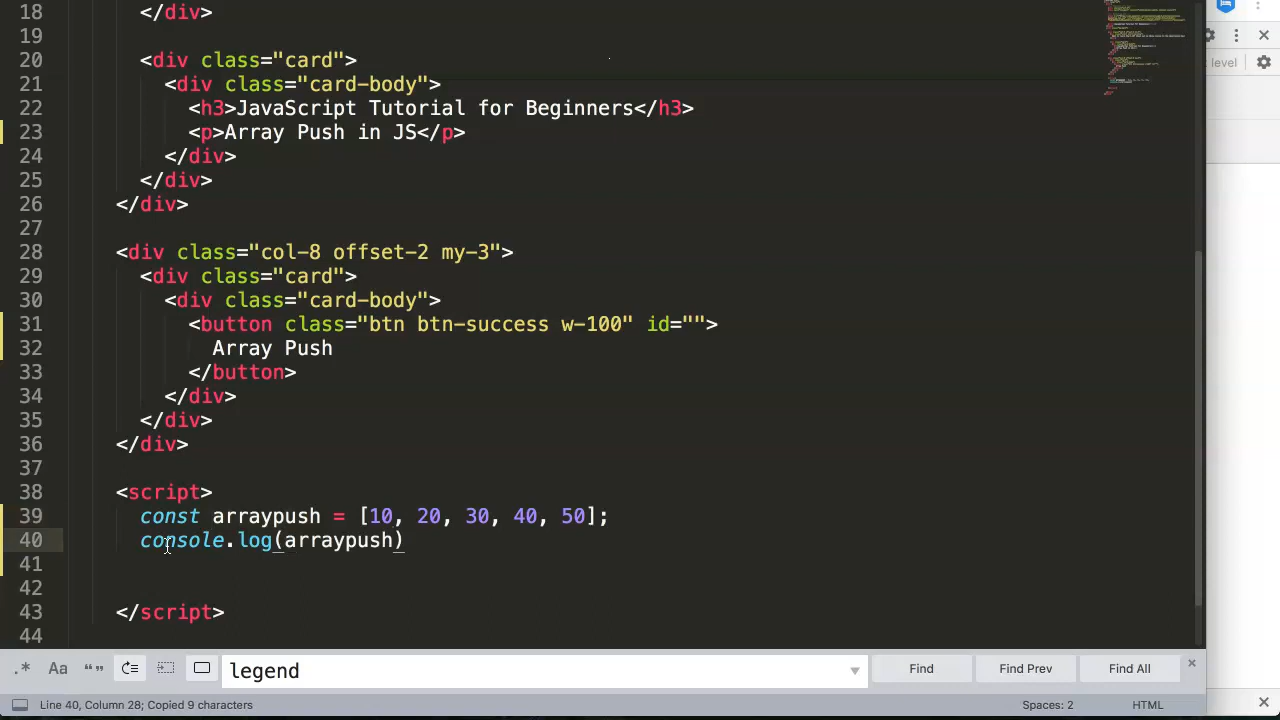 18 </div>
19
20 <div class="card">
21 <div class="card-body">
22 <h3>JavaScript Tutorial for Beginners</h3>
23 <p>Array Push in JS</p>
24 </div>
25 </div>
26 </div>
27
28 <div class="col-8 offset-2 my-3">
29 <div class="card">
30 <div class="card-body">
31 <button class="btn btn-success w-100" id="">
32 Array Push
33 </button>
34 </div>
35 </div>
36 </div>
37
38 <script>
39 const arraypush = [10, 20, 30, 40, 50];
40 console.log(arraypush)
41
42
43 </script>
44
level
.* Aa “” legend Find Find Prev Find All
Line 40, Column 28; Copied 9 characters Spaces: 2 HTML